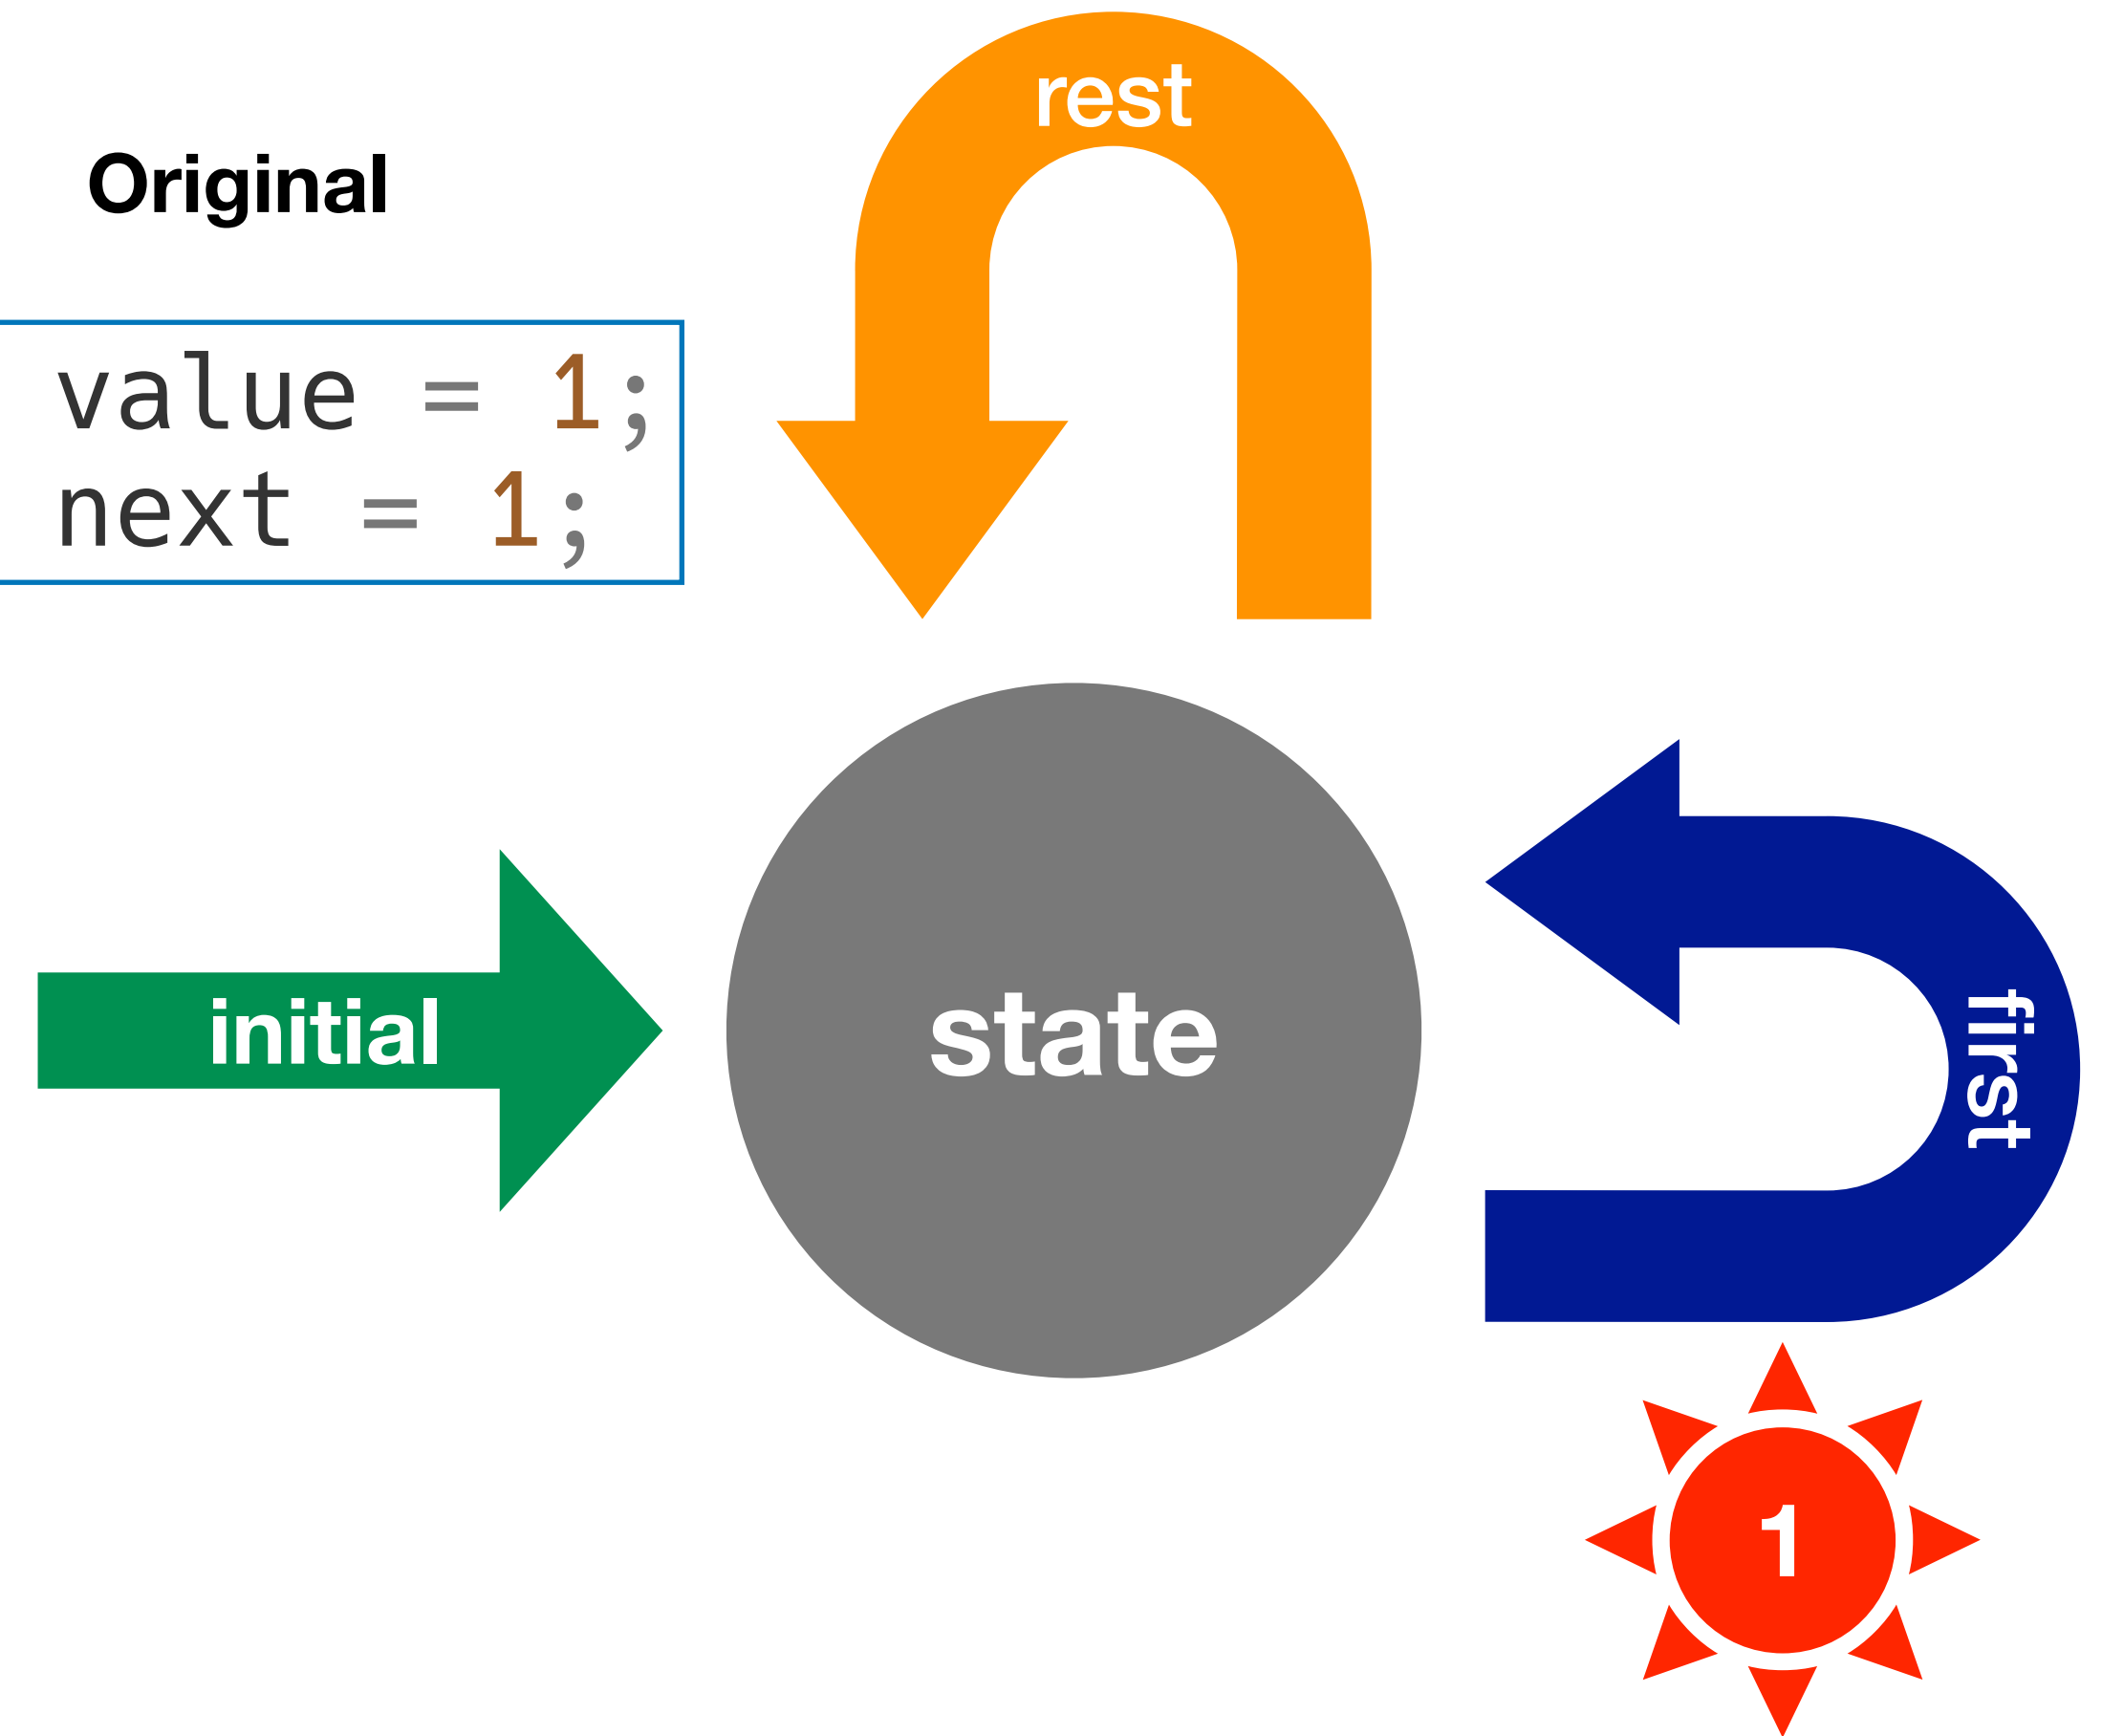 rest
Original
value = 1;
next = 1;
initial
state
first
1